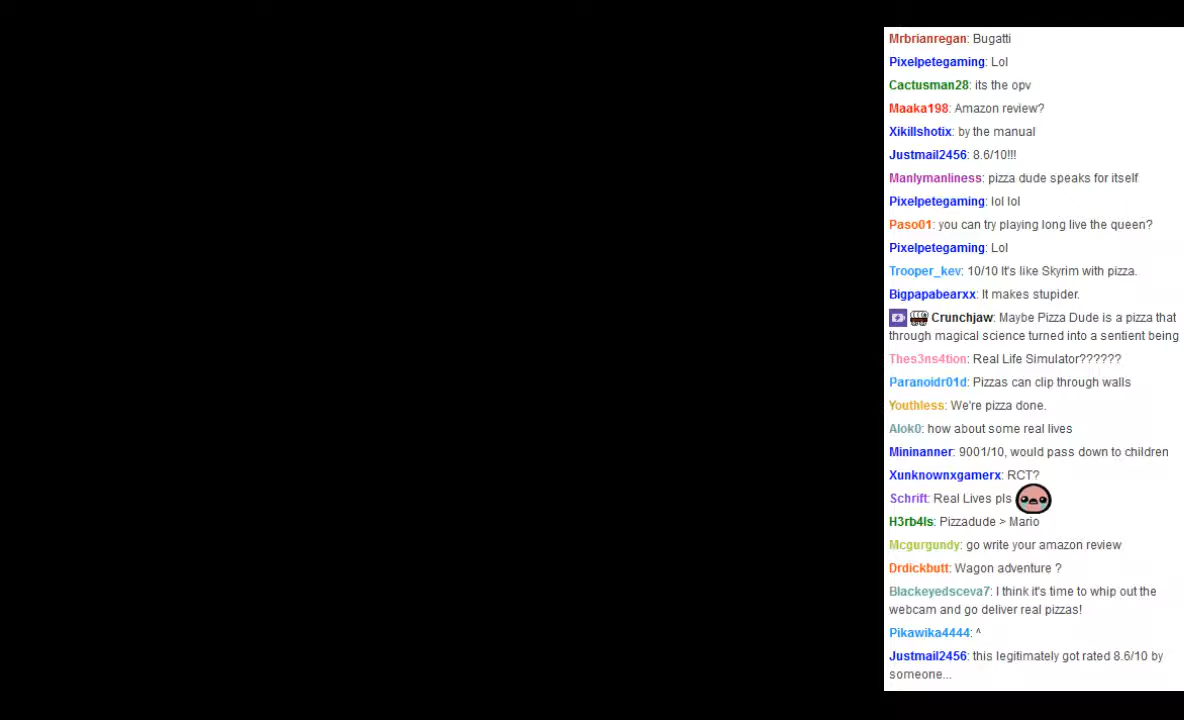 Mrbrianregan: Bugatti
Pixelpetegaming: Lol
Cactusman28: its the opv
Maaka198: Amazon review?
Xikillshotix: by the manual
Justmail2456: 8.6/10!!!
Manlymanliness: pizza dude speaks for itself
Pixelpetegaming: lol lol
Paso01: you can try playing long live the queen?
Pixelpetegaming: Lol
Trooper_kev: 10/10 It's like Skyrim with pizza.
Bigpapabearxx: It makes stupider.
Crunchjaw: Maybe Pizza Dude is a pizza that
through magical science turned into a sentient being
Thes3ns4tion: Real Life Simulator??????
Paranoidr01d: Pizzas can clip through walls
Youthless: We're pizza done.
Alok0: how about some real lives
Mininanner: 9001/10, would pass down to children
Xunknownxgamerx: RCT?
Schrift: Real Lives pls
H3rb4ls: Pizzadude > Mario
Mcgurgundy: go write your amazon review
Drdickbutt: Wagon adventure ?
Blackeyedsceva7: I think it's time to whip out the
webcam and go deliver real pizzas!
Pikawika4444: ^
Justmail2456: this legitimately got rated 8.6/10 by
someone...